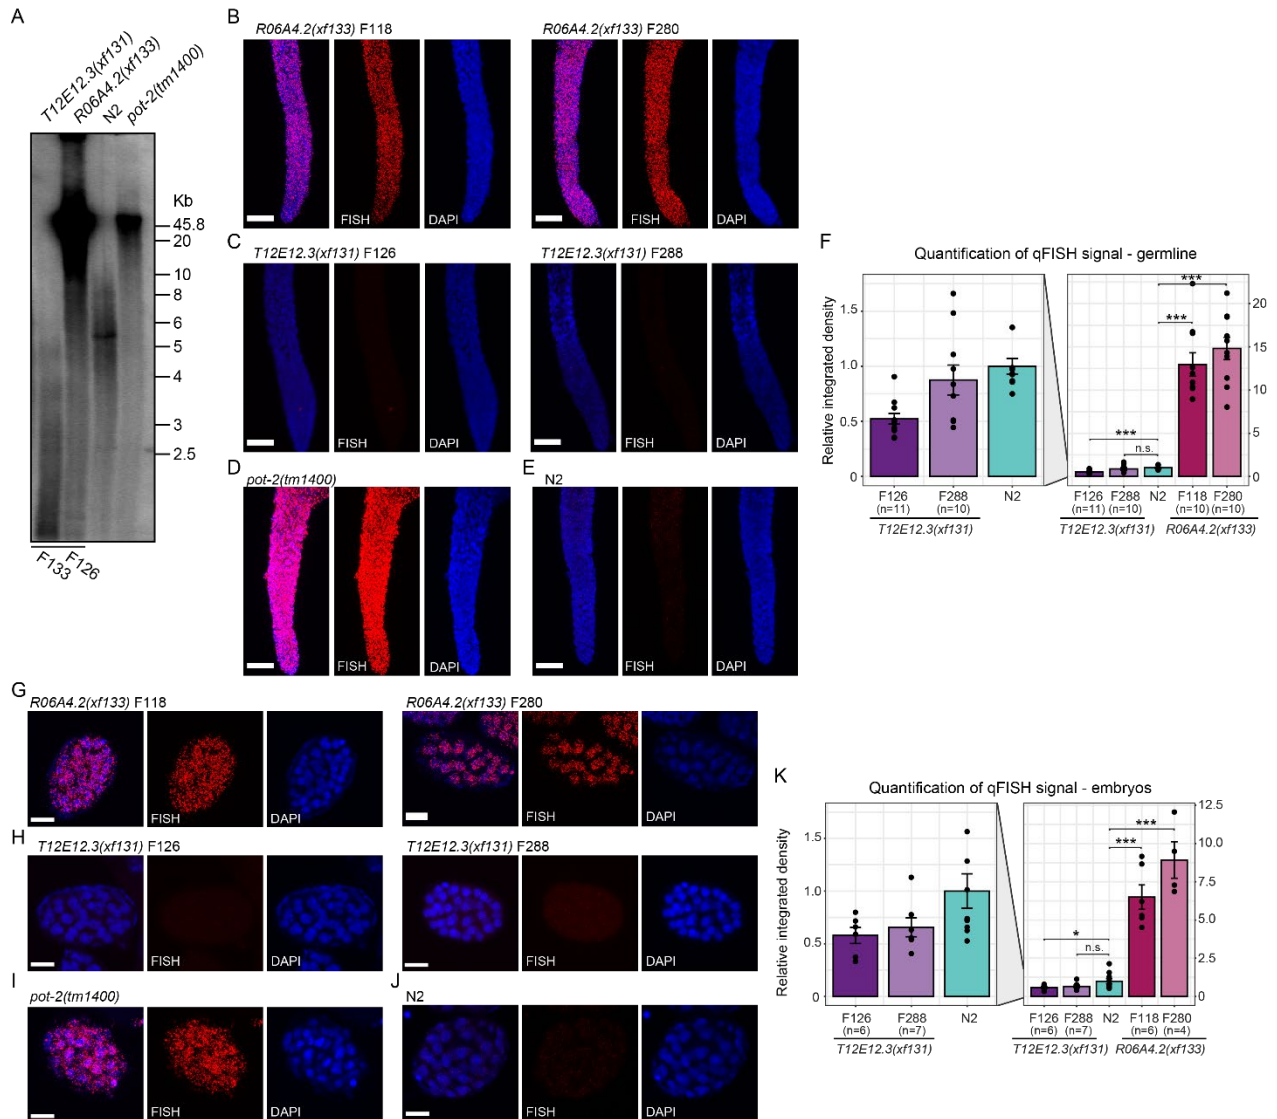 A
T12E12.3(xf131)
R06A4.2(xf133)
N2
pot-2(tm1400)
Kb
45.8
20
10
8
6
5
4
3
2.5
F133
F126
B
R06A4.2(xf133) F118
FISH
DAPI
R06A4.2(xf133) F280
FISH
DAPI
C
T12E12.3(xf131) F126
FISH
DAPI
T12E12.3(xf131) F288
FISH
DAPI
D
pot-2(tm1400)
FISH
DAPI
E
N2
FISH
DAPI
F
Quantification of qFISH signal - germline
Relative integrated density
1.5
1.0
0.5
0
F126 F288 N2
(n=11) (n=10)
T12E12.3(xf131)
***
***
***
n.s.
20
15
10
5
0
F126 F288 N2 F118 F280
(n=11) (n=10) (n=10) (n=10)
T12E12.3(xf131) R06A4.2(xf133)
G
R06A4.2(xf133) F118
FISH
DAPI
R06A4.2(xf133) F280
FISH
DAPI
H
T12E12.3(xf131) F126
FISH
DAPI
T12E12.3(xf131) F288
FISH
DAPI
I
pot-2(tm1400)
FISH
DAPI
J
N2
FISH
DAPI
K
Quantification of qFISH signal - embryos
Relative integrated density
1.5
1.0
0.5
0
F126 F288 N2
(n=6) (n=7)
T12E12.3(xf131)
***
***
*
n.s.
12.5
10.0
7.5
5.0
2.5
0
F126 F288 N2 F118 F280
(n=6) (n=7) (n=6) (n=4)
T12E12.3(xf131) R06A4.2(xf133)